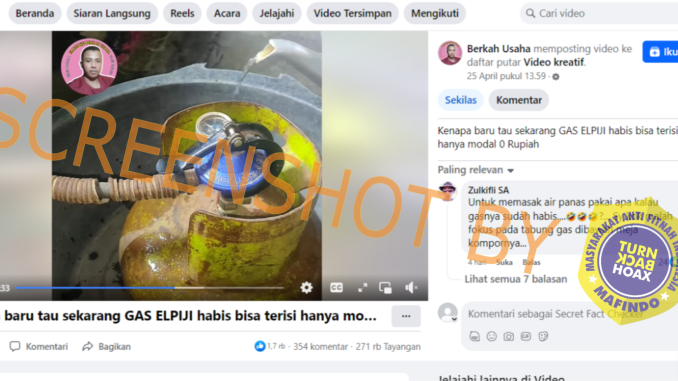 Beranda Siaran Langsung Reels Acara Jelajahi Video Tersimpan Mengikuti
Cari video
SCREENSHOT BY
Berkah Usaha memposting video ke
daftar putar Video kreatif.
25 April pukul 13.59
Iku
Sekilas Komentar
Kenapa baru tau sekarang GAS ELPIJI habis bisa terisi
hanya modal 0 Rupiah
Paling relevan
Zulkifli SA
Untuk memasak air panas pakai apa kalau
gasnya sudah habis,...🤣🤣🤣?...
fokus pada tabung gas
kompornya...
4 hari Suka Balas
Lihat semua 7 balasan
Komentari sebagai Secret Fact Checker
MASYARAKAT ANTI FITNAH INDONESIA
TURN
BACK
HOAX
MAFINDO
:33
baru tau sekarang GAS ELPIJI habis bisa terisi hanya mo...
Komentari Bagikan
1,7 rb · 354 komentar · 271 rb Tayangan
Jelajahi lainnya di Video